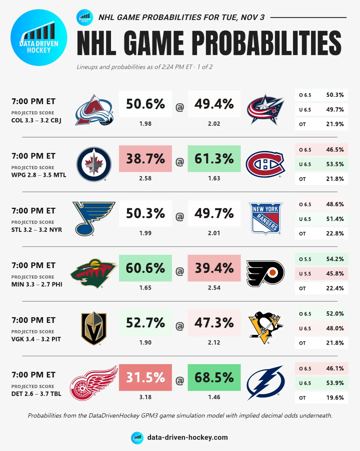 DATA DRIVEN
HOCKEY
NHL GAME PROBABILITIES FOR TUE, NOV 3
NHL GAME PROBABILITIES
Lineups and probabilities as of 2:24 PM ET · 1 of 2
7:00 PM ET
PROJECTED SCORE
COL 3.3 – 3.2 CBJ
50.6% @ 49.4%
1.98 2.02
O 6.5 50.3%
U 6.5 49.7%
OT 21.9%
7:00 PM ET
PROJECTED SCORE
WPG 2.8 – 3.5 MTL
38.7% @ 61.3%
2.58 1.63
O 6.5 46.5%
U 6.5 53.5%
OT 21.8%
7:00 PM ET
PROJECTED SCORE
STL 3.2 – 3.2 NYR
50.3% @ 49.7%
1.99 2.01
NEW YORK
RANGERS
O 6.5 48.6%
U 6.5 51.4%
OT 22.8%
7:00 PM ET
PROJECTED SCORE
MIN 3.3 – 2.7 PHI
60.6% @ 39.4%
1.65 2.54
O 5.5 54.2%
U 5.5 45.8%
OT 22.4%
7:00 PM ET
PROJECTED SCORE
VGK 3.4 – 3.2 PIT
52.7% @ 47.3%
1.90 2.12
O 6.5 52.0%
U 6.5 48.0%
OT 21.8%
7:00 PM ET
PROJECTED SCORE
DET 2.6 – 3.7 TBL
31.5% @ 68.5%
3.18 1.46
O 6.5 46.1%
U 6.5 53.9%
OT 19.6%
Probabilities from the DataDrivenHockey GPM3 game simulation model with implied decimal odds underneath.
data-driven-hockey.com